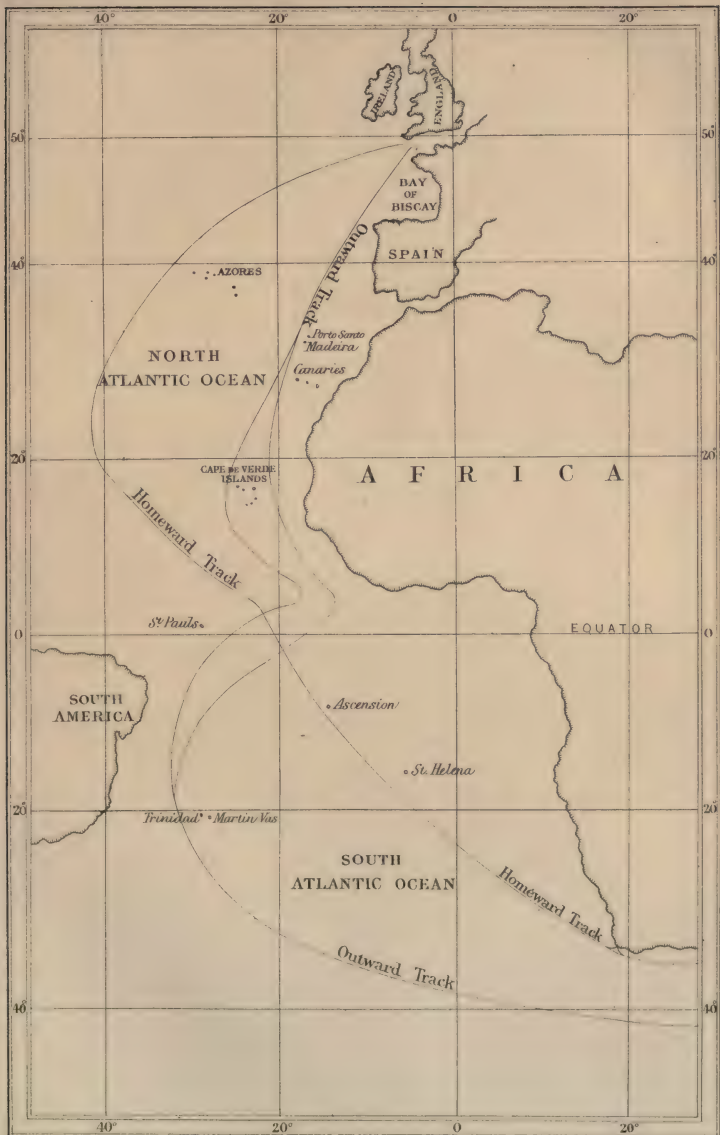 40°
20°
0
20°
IRELAND
ENGLAND
50°
50°
BAY
OF
BISCAY
Outward Track
SPAIN
40°
40°
AZORES
Porto Santo
Madeira
NORTH
ATLANTIC OCEAN
Canaries
20°
20°
CAPE DE VERDE
ISLANDS
AFRICA
Homeward Track
St. Pauls
0
EQUATOR
0
SOUTH
AMERICA
Ascension
St. Helena
20°
20°
Trinidad
Martin Vas
SOUTH
ATLANTIC OCEAN
Homeward Track
Outward Track
40°
40°
40°
20°
0
20°